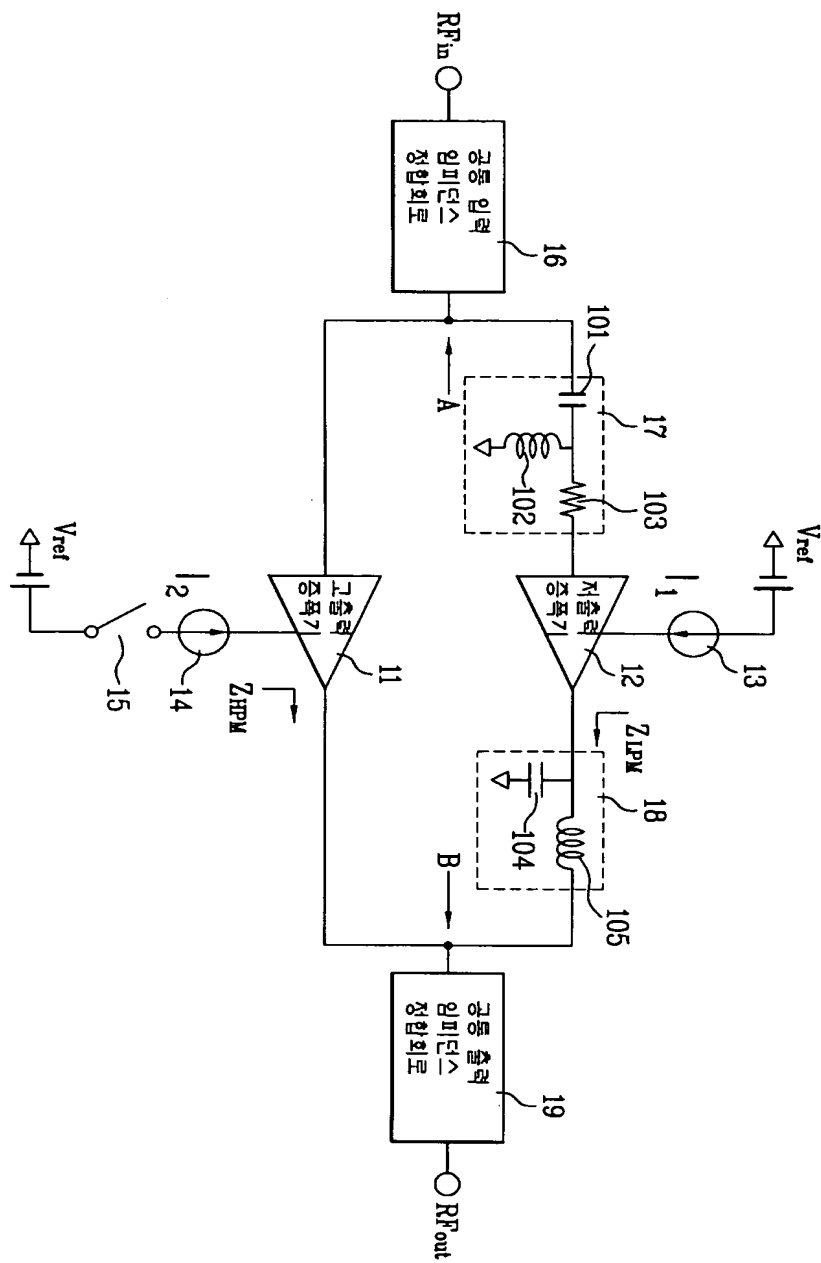 RFin
공통 입력
임피던스
정합회로
16
A
101
17
102
103
Vref
I1
13
저출력
증폭기
12
ZLPM
18
104
105
고출력
증폭기
11
ZHPM
I2
14
15
Vref
B
공통 출력
임피던스
정합회로
19
RFout